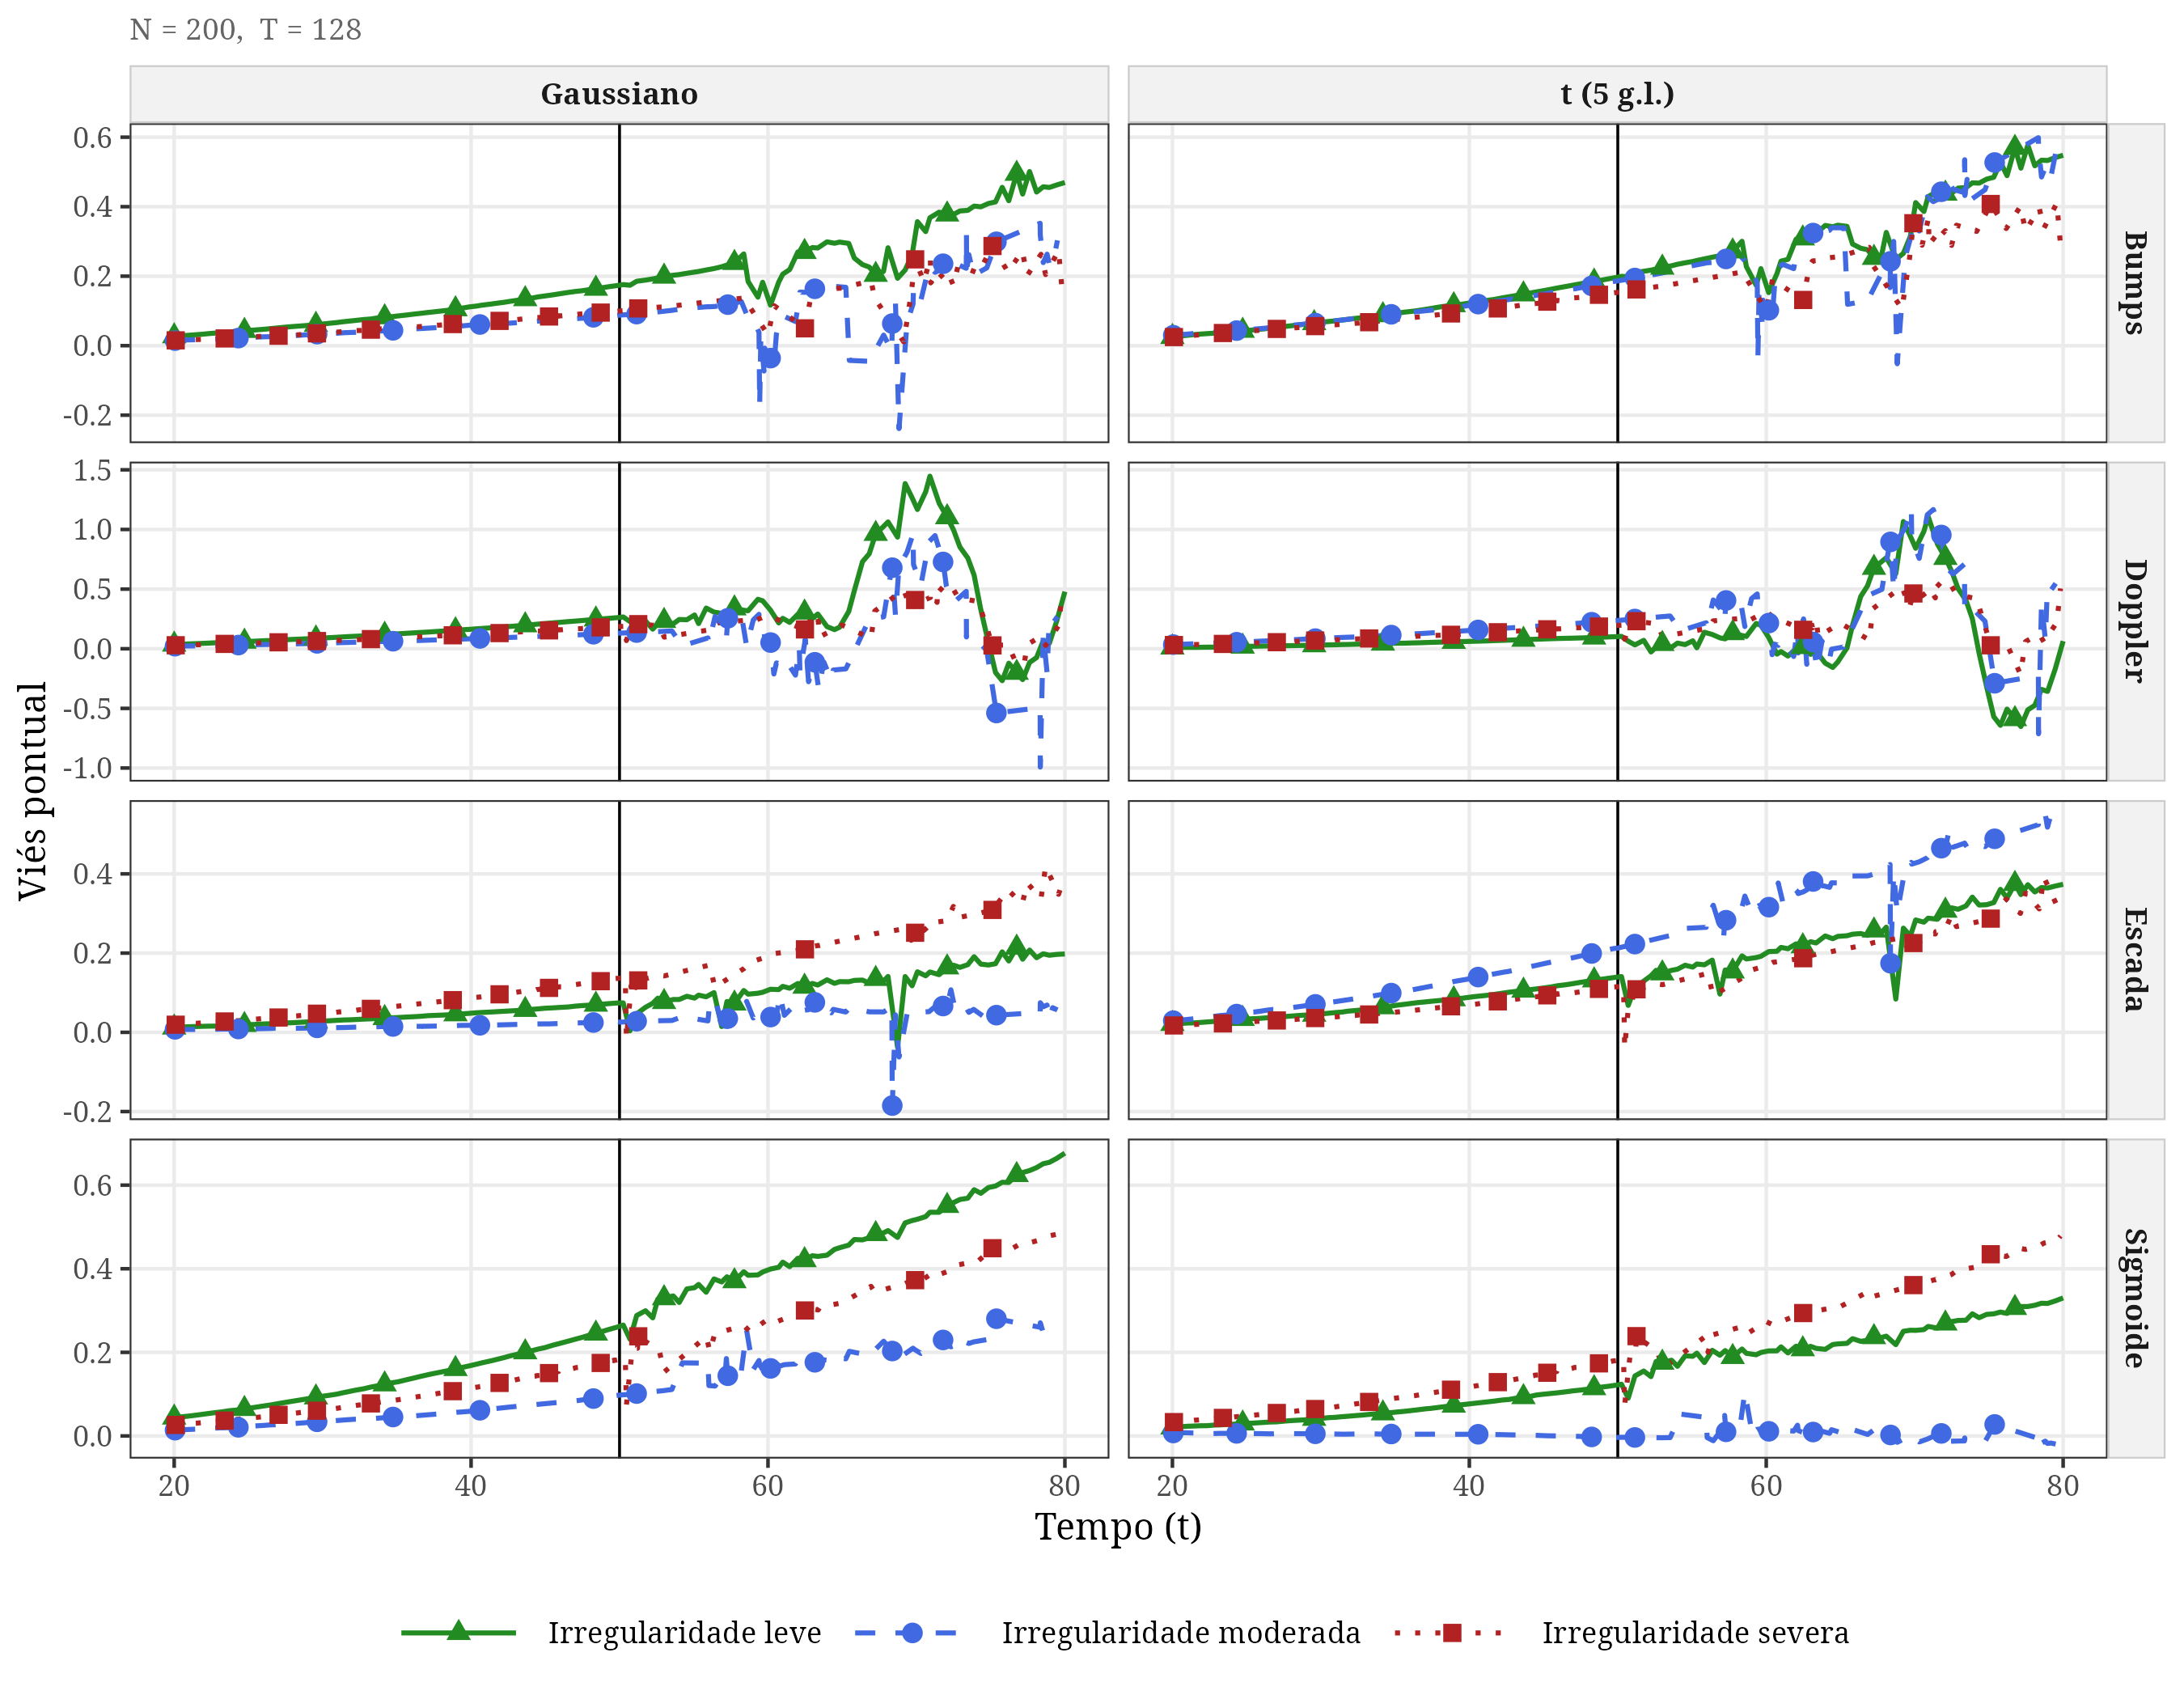 N = 200,  T = 128
Gaussiano
t (5 g.l.)
0.6
0.4
0.2
0.0
-0.2
Bumps
1.5
1.0
0.5
0.0
-0.5
-1.0
Doppler
0.4
0.2
0.0
-0.2
Escada
0.6
0.4
0.2
0.0
Sigmoide
Viés pontual
20 40 60 80 20 40 60 80
Tempo (t)
Irregularidade leve Irregularidade moderada Irregularidade severa